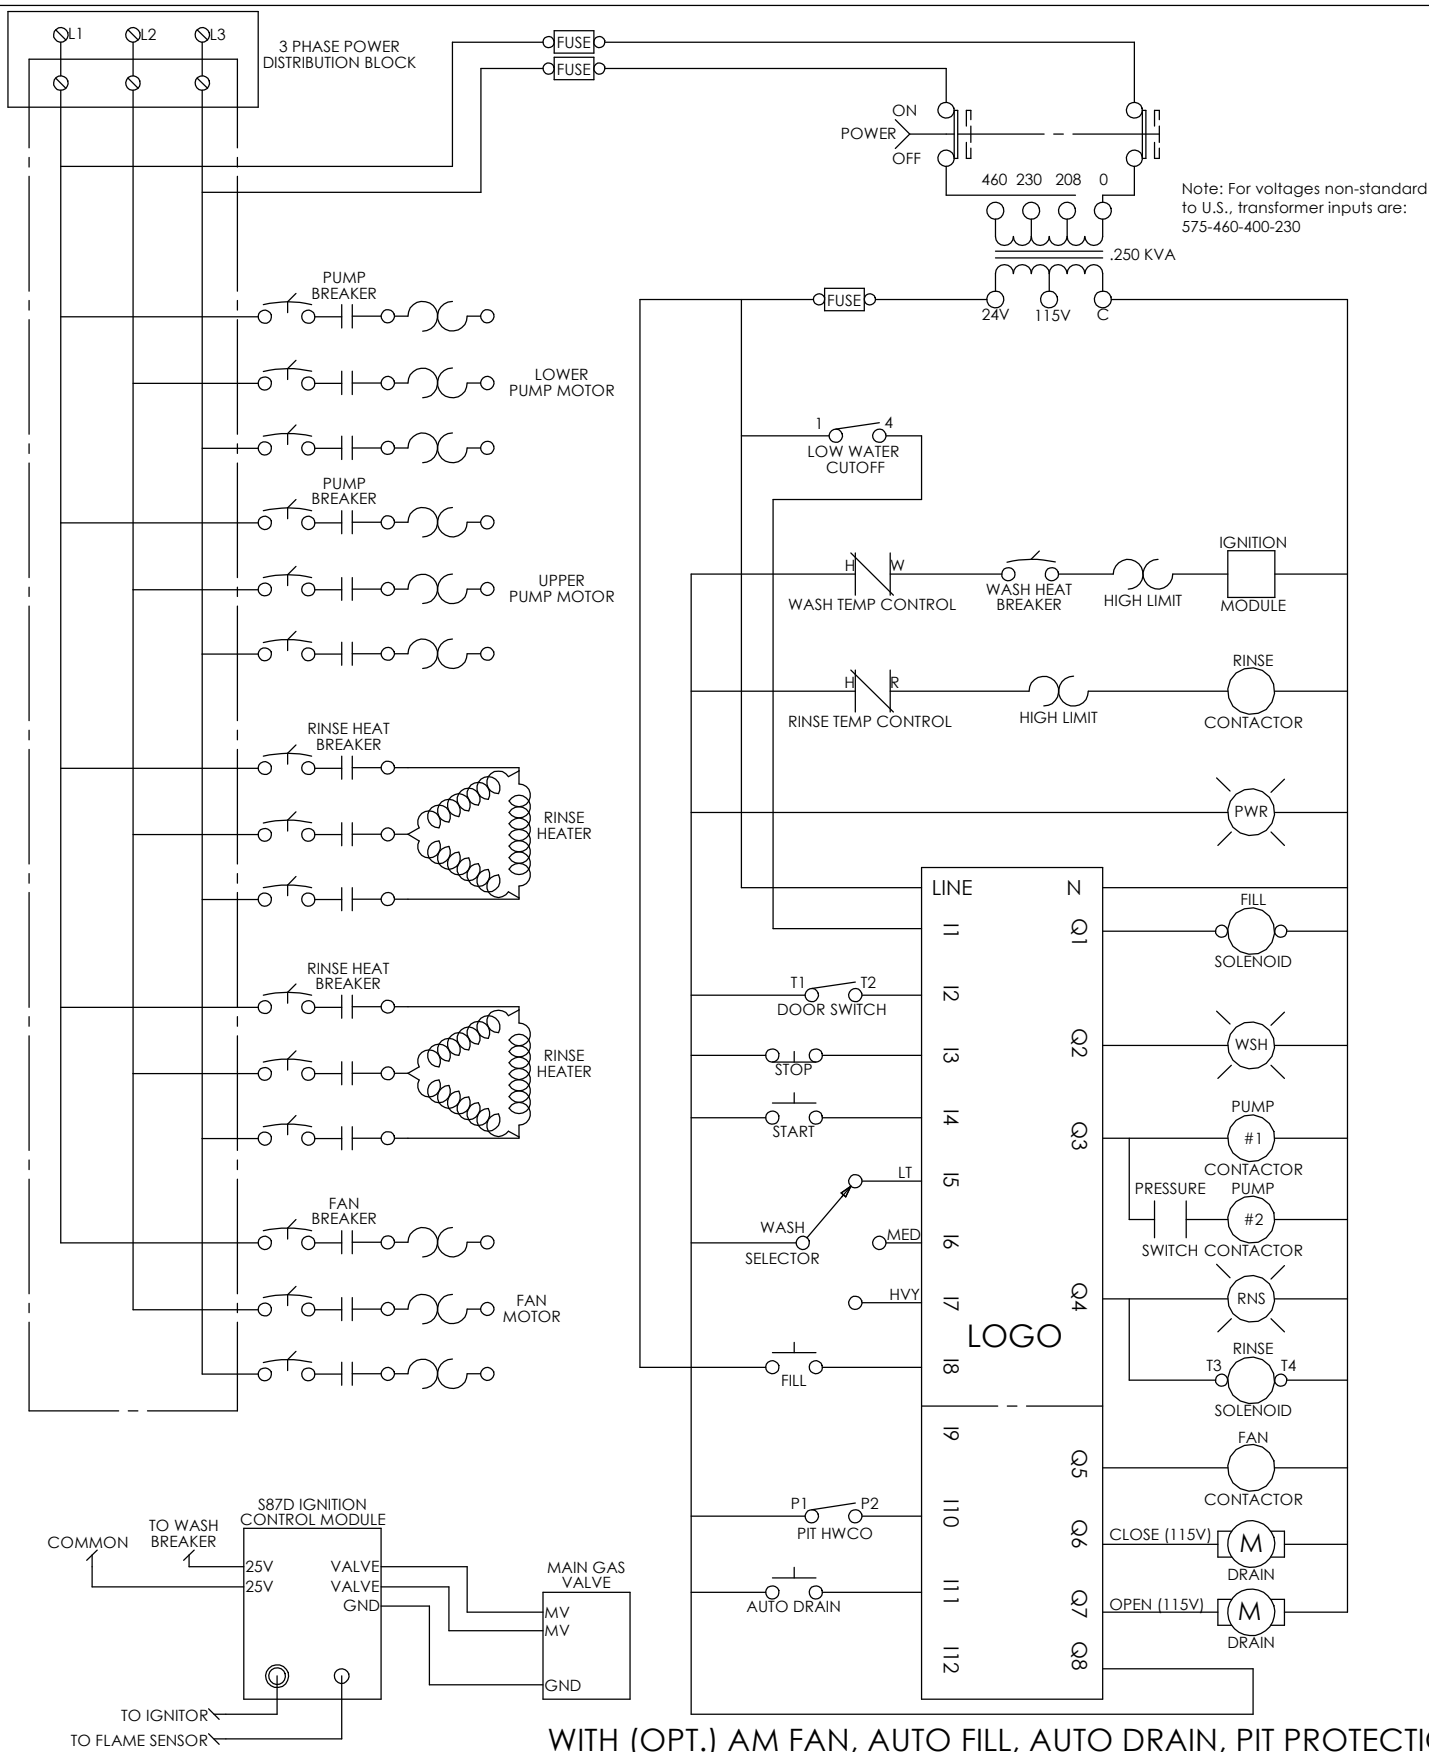 L1 L2 L3
3 PHASE POWER
DISTRIBUTION BLOCK
FUSE
FUSE
ON
POWER
OFF
460 230 208 0
Note: For voltages non-standard
to U.S., transformer inputs are:
575-460-400-230
.250 KVA
FUSE
24V 115V C
PUMP
BREAKER
LOWER
PUMP MOTOR
PUMP
BREAKER
UPPER
PUMP MOTOR
RINSE HEAT
BREAKER
RINSE
HEATER
RINSE HEAT
BREAKER
RINSE
HEATER
FAN
BREAKER
FAN
MOTOR
1 4
LOW WATER
CUTOFF
H W
WASH TEMP CONTROL
WASH HEAT
BREAKER
HIGH LIMIT
IGNITION
MODULE
H R
RINSE TEMP CONTROL
HIGH LIMIT
RINSE
CONTACTOR
PWR
LINE N
I1 Q1
FILL
SOLENOID
T1 T2
DOOR SWITCH
I2
Q2
WSH
STOP
I3
START
I4
Q3
PUMP
#1
CONTACTOR
PRESSURE
SWITCH
PUMP
#2
CONTACTOR
LT
I5
WASH
SELECTOR
MED
I6
HVY
I7
Q4
RNS
LOGO
FILL
I8
RINSE
T3 T4
SOLENOID
I9
Q5
FAN
CONTACTOR
P1 P2
PIT HWCO
I10
Q6
CLOSE (115V)
M
DRAIN
AUTO DRAIN
I11
Q7
OPEN (115V)
M
DRAIN
I12
Q8
S87D IGNITION
CONTROL MODULE
COMMON
TO WASH
BREAKER
25V VALVE
25V VALVE
GND
MAIN GAS
VALVE
MV
MV
GND
TO IGNITOR
TO FLAME SENSOR
WITH (OPT.) AM FAN, AUTO FILL, AUTO DRAIN, PIT